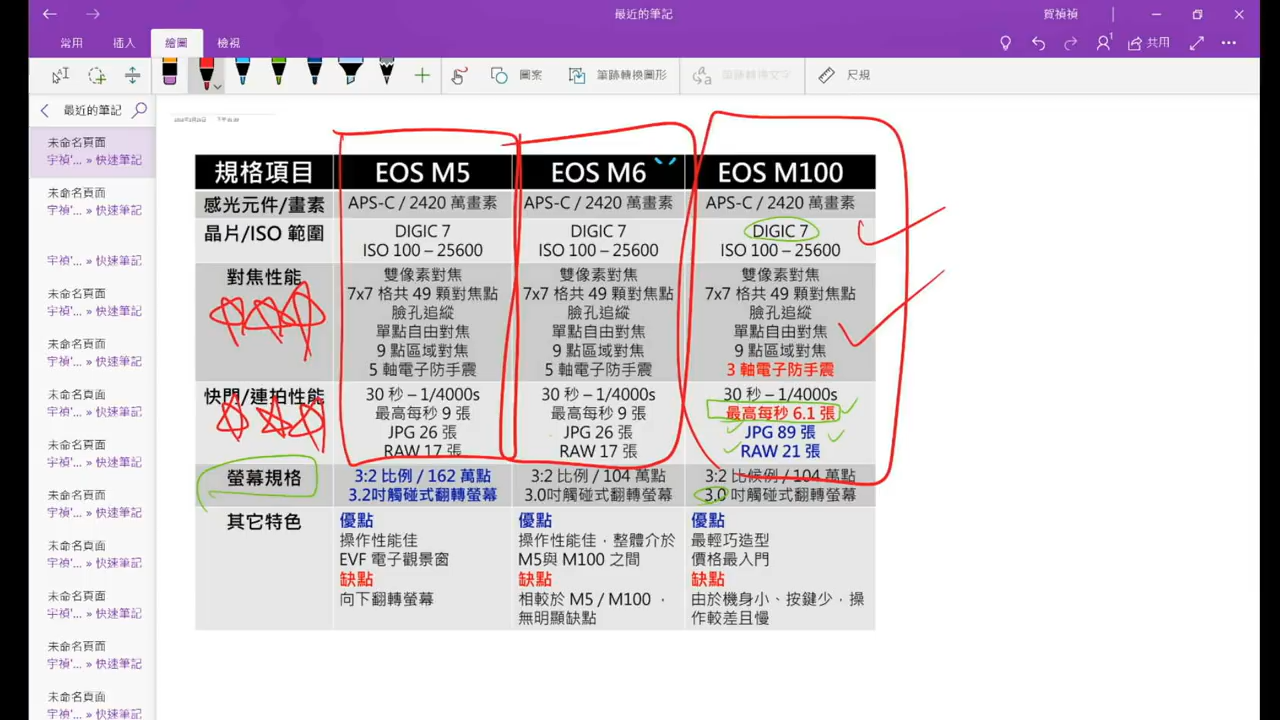 最近的筆記
賀禎禎
常用 插入 繪圖 檢視
共用
圖案 筆跡轉換圖形 筆跡轉換文字 尺規
最近的筆記
未命名頁面
宇禎'... » 快速筆記
未命名頁面
宇禎'... » 快速筆記
宇禎'... » 快速筆記
未命名頁面
宇禎'... » 快速筆記
未命名頁面
宇禎'... » 快速筆記
未命名頁面
宇禎'... » 快速筆記
未命名頁面
宇禎'... » 快速筆記
未命名頁面
宇禎'... » 快速筆記
未命名頁面
宇禎'... » 快速筆記
未命名頁面
宇禎'... » 快速筆記
未命名頁面
宇禎'... » 快速筆記
未命名頁面
宇禎'... » 快速筆記
規格項目 EOS M5 EOS M6 EOS M100
感光元件/畫素 APS-C / 2420 萬畫素 APS-C / 2420 萬畫素 APS-C / 2420 萬畫素
晶片/ISO 範圍 DIGIC 7 DIGIC 7 DIGIC 7
ISO 100 – 25600 ISO 100 – 25600 ISO 100 – 25600
對焦性能 雙像素對焦 雙像素對焦 雙像素對焦
7x7 格共 49 顆對焦點 7x7 格共 49 顆對焦點 7x7 格共 49 顆對焦點
臉孔追縱 臉孔追縱 臉孔追縱
單點自由對焦 單點自由對焦 單點自由對焦
9 點區域對焦 9 點區域對焦 9 點區域對焦
5 軸電子防手震 5 軸電子防手震 3 軸電子防手震
快門/連拍性能 30 秒 – 1/4000s 30 秒 – 1/4000s 30 秒 – 1/4000s
最高每秒 9 張 最高每秒 9 張 最高每秒 6.1 張
JPG 26 張 JPG 26 張 JPG 89 張
RAW 17 張 RAW 17 張 RAW 21 張
螢幕規格 3:2 比例 / 162 萬點 3:2 比例 / 104 萬點 3:2 比候例 / 104 萬點
3.2吋觸碰式翻轉螢幕 3.0吋觸碰式翻轉螢幕 3.0 吋觸碰式翻轉螢幕
其它特色 優點 優點 優點
操作性能佳 操作性能佳，整體介於 最輕巧造型
EVF 電子觀景窗 M5與 M100 之間 價格最入門
缺點 缺點 缺點
向下翻轉螢幕 相較於 M5 / M100 ， 由於機身小、按鍵少，操
無明顯缺點 作較差且慢